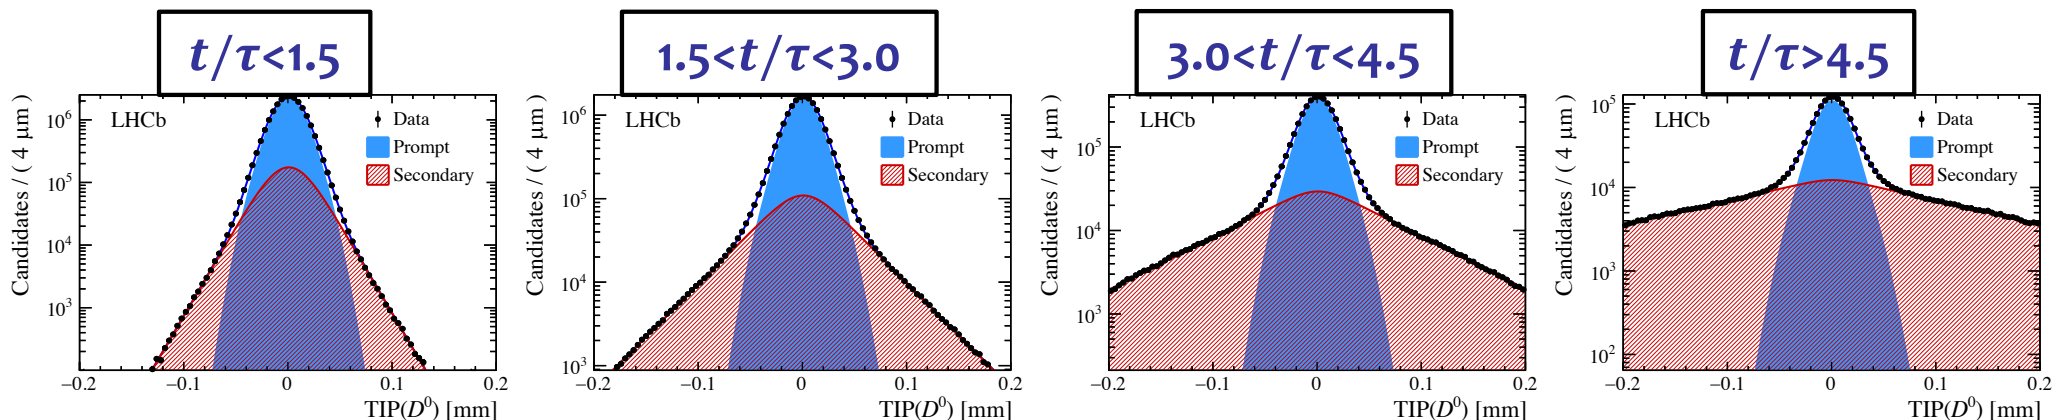 t/τ<1.5
10⁶
10⁵
10⁴
10³
Candidates / ( 4 μm )
LHCb
Data
Prompt
Secondary
−0.2 −0.1 0 0.1 0.2
TIP(D⁰) [mm]
1.5<t/τ<3.0
10⁶
10⁵
10⁴
10³
Candidates / ( 4 μm )
LHCb
Data
Prompt
Secondary
−0.2 −0.1 0 0.1 0.2
TIP(D⁰) [mm]
3.0<t/τ<4.5
10⁵
10⁴
10³
Candidates / ( 4 μm )
LHCb
Data
Prompt
Secondary
−0.2 −0.1 0 0.1 0.2
TIP(D⁰) [mm]
t/τ>4.5
10⁵
10⁴
10³
10²
Candidates / ( 4 μm )
LHCb
Data
Prompt
Secondary
−0.2 −0.1 0 0.1 0.2
TIP(D⁰) [mm]